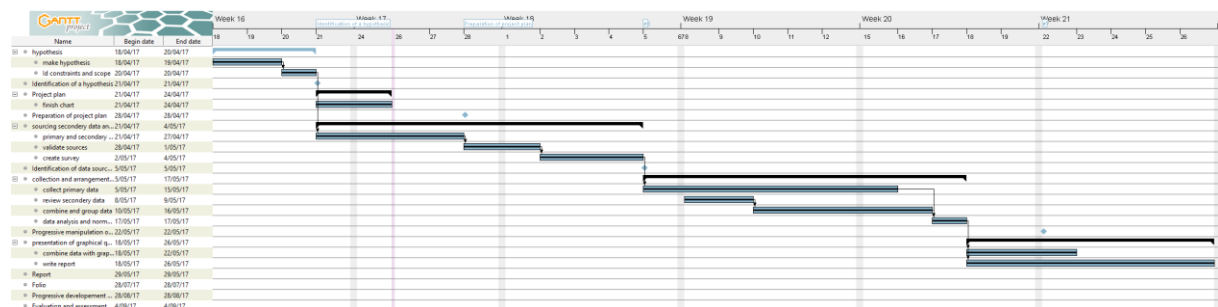 GANTT project
Week 16 Week 17 Week 18 Week 19 Week 20 Week 21
Identification of a hypothesis Preparation of project plan
Name Begin date End date
18 19 20 21 24 25 26 27 28 1 2 3 4 5 678 9 10 11 12 15 16 17 18 19 22 23 24 25 26
hypothesis 18/04/17 20/04/17
make hypothesis 18/04/17 19/04/17
Id constraints and scope 20/04/17 20/04/17
Identification of a hypothesis 21/04/17 21/04/17
Project plan 21/04/17 24/04/17
finish chart 21/04/17 24/04/17
Preparation of project plan 28/04/17 28/04/17
sourcing secondery data an... 21/04/17 4/05/17
primary and secondary ... 21/04/17 27/04/17
validate sources 28/04/17 1/05/17
create survey 2/05/17 4/05/17
Identification of data sourc... 5/05/17 5/05/17
collection and arrangement... 5/05/17 17/05/17
collect primary data 5/05/17 15/05/17
review secondary data 8/05/17 9/05/17
combine and group data 10/05/17 16/05/17
data analysis and norm... 17/05/17 17/05/17
Progressive manipulation o... 22/05/17 22/05/17
presentation of graphical q... 18/05/17 26/05/17
combine data with grap... 18/05/17 22/05/17
write report 18/05/17 26/05/17
Report 29/05/17 29/05/17
Folio 28/07/17 28/07/17
Progressive developement ... 28/08/17 28/08/17
Evaluation and assessment 4/09/17 4/09/17